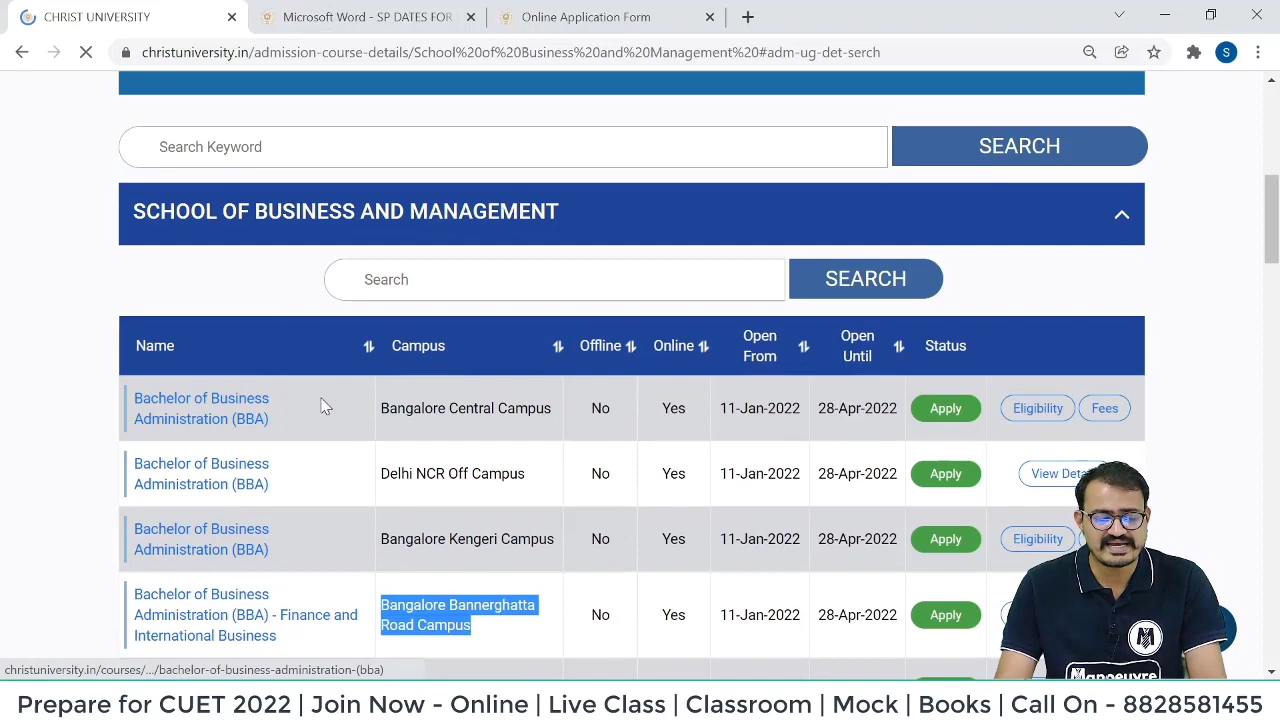 CHRIST UNIVERSITY
Microsoft Word - SP DATES FOR
Online Application Form
christuniversity.in/admission-course-details/School%20of%20Business%20and%20Management%20#adm-ug-det-serch
S
Search Keyword
SEARCH
SCHOOL OF BUSINESS AND MANAGEMENT
Search
SEARCH
Name Campus Offline Online Open From Open Until Status
Bachelor of Business
Administration (BBA)
Bangalore Central Campus No Yes 11-Jan-2022 28-Apr-2022 Apply Eligibility Fees
Bachelor of Business
Administration (BBA)
Delhi NCR Off Campus No Yes 11-Jan-2022 28-Apr-2022 Apply View
Bachelor of Business
Administration (BBA)
Bangalore Kengeri Campus No Yes 11-Jan-2022 28-Apr-2022 Apply Eligibility
Bachelor of Business
Administration (BBA) - Finance and
International Business
Bangalore Bannerghatta
Road Campus
No Yes 11-Jan-2022 28-Apr-2022 Apply
christuniversity.in/courses/.../bachelor-of-business-administration-(bba)
Prepare for CUET 2022 | Join Now - Online | Live Class | Classroom | Mock | Books | Call On - 8828581455